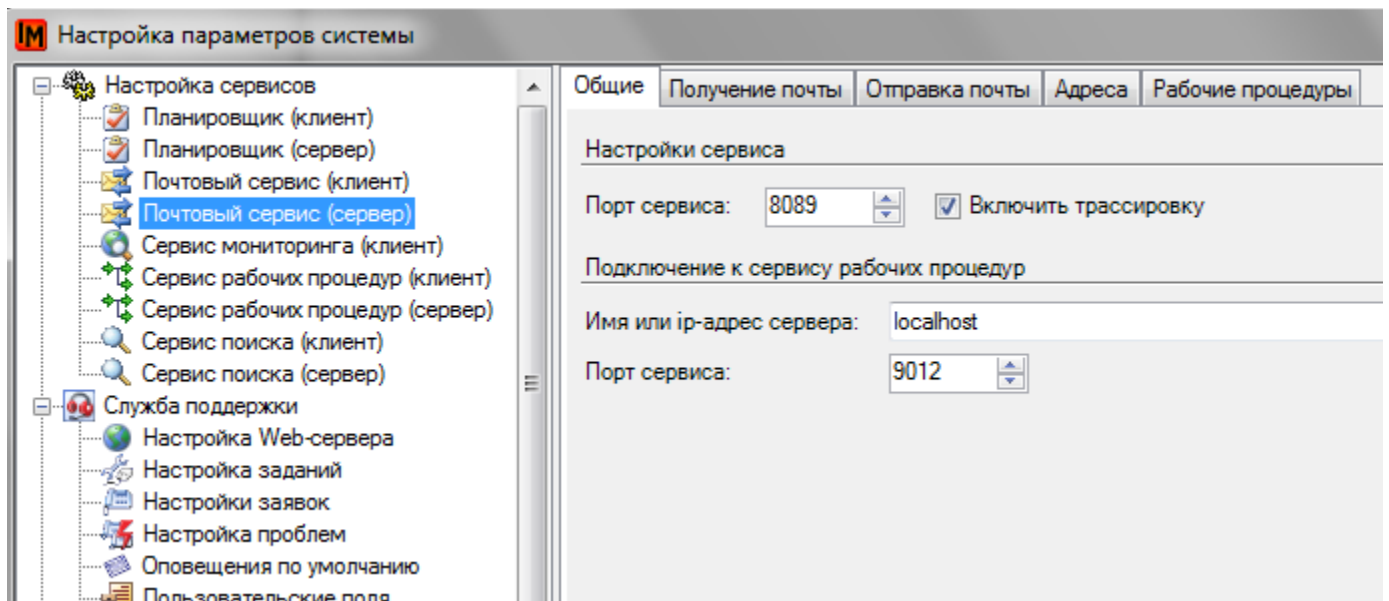 IM Настройка параметров системы
Настройка сервисов
Планировщик (клиент)
Планировщик (сервер)
Почтовый сервис (клиент)
Почтовый сервис (сервер)
Сервис мониторинга (клиент)
Сервис рабочих процедур (клиент)
Сервис рабочих процедур (сервер)
Сервис поиска (клиент)
Сервис поиска (сервер)
Служба поддержки
Настройка Web-сервера
Настройка заданий
Настройки заявок
Настройка проблем
Оповещения по умолчанию
Пользовательские поля
Общие Получение почты Отправка почты Адреса Рабочие процедуры
Настройки сервиса
Порт сервиса: 8089 Включить трассировку
Подключение к сервису рабочих процедур
Имя или ip-адрес сервера: localhost
Порт сервиса: 9012